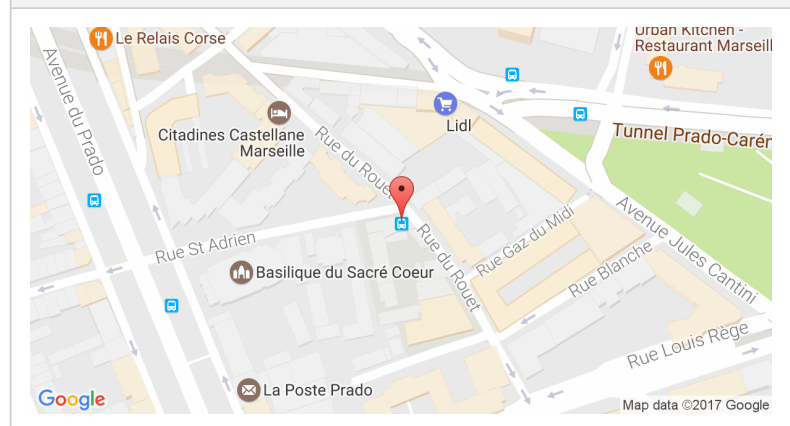 Le Relais Corse
Urban Kitchen -
Restaurant Marseill
Avenue du Prado
Lidl
Citadines Castellane
Marseille
Tunnel Prado-Carén
Rue du Rouet
Avenue Jules Cantini
Rue St Adrien
Rue du Rouet
Rue Gaz du Midi
Basilique du Sacré Coeur
Rue Blanche
Rue Louis Rège
La Poste Prado
Google
Map data ©2017 Google